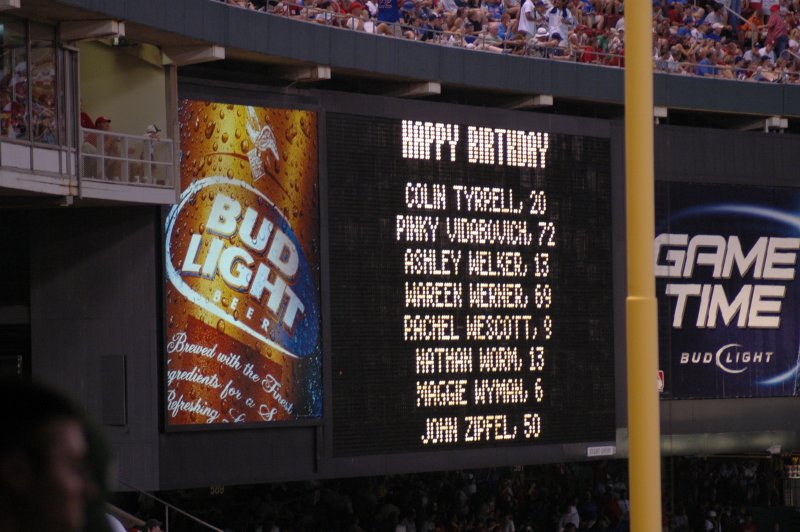 HAPPY BIRTHDAY
COLIN TYRRELL, 20
PINKY VIDABOVICH, 72
ASHLEY WELKER, 13
WAREEN WERNER, 69
RACHEL WESCOTT, 9
NATHAN WORM, 13
MAGGIE WYMAN, 6
JOHN ZIPFEL, 50
BUD
LIGHT
BEER
Brewed with the Finest
Ingredients for a
Refreshing
GAME
TIME
BUD LIGHT